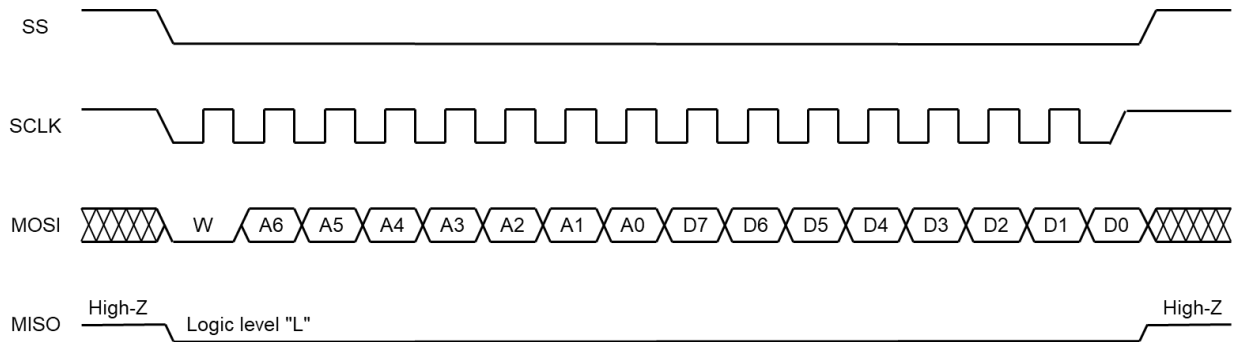 SS
SCLK
MOSI W A6 A5 A4 A3 A2 A1 A0 D7 D6 D5 D4 D3 D2 D1 D0
High-Z High-Z
MISO Logic level "L"